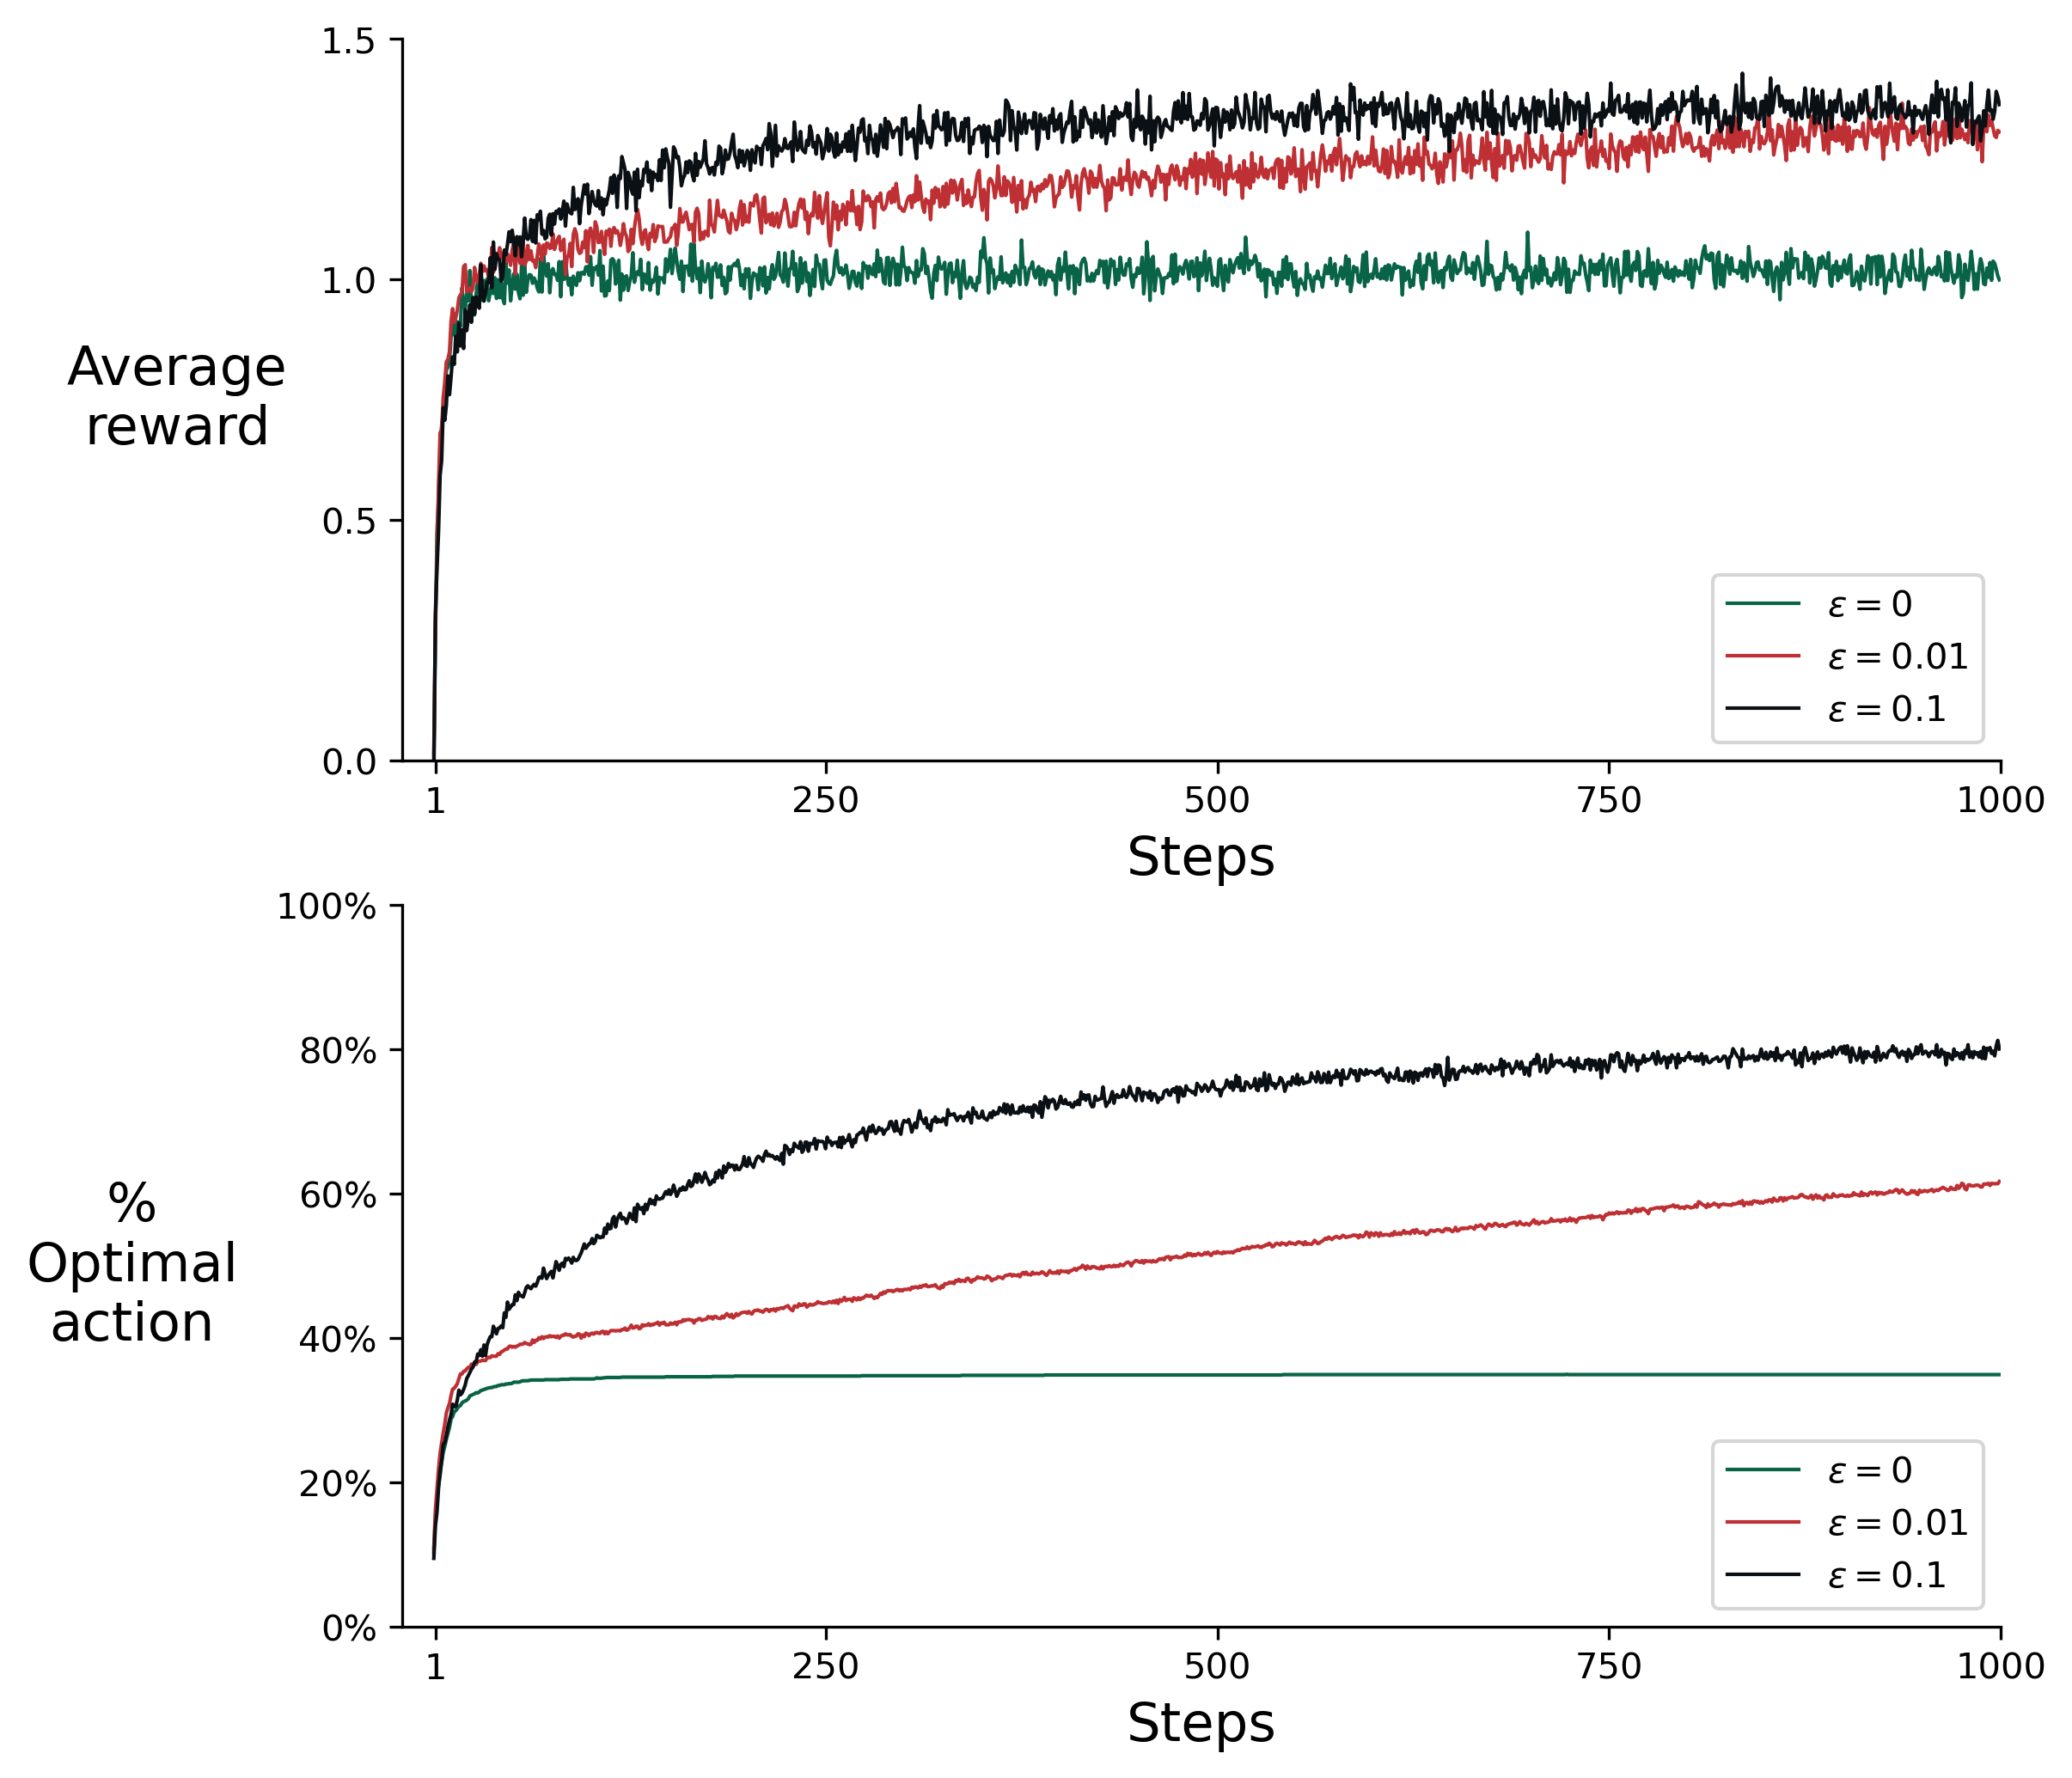 1.5
1.0
0.5
0.0
Average
reward
ε = 0
ε = 0.01
ε = 0.1
1
250
500
750
1000
Steps
100%
80%
60%
40%
20%
0%
%
Optimal
action
ε = 0
ε = 0.01
ε = 0.1
1
250
500
750
1000
Steps